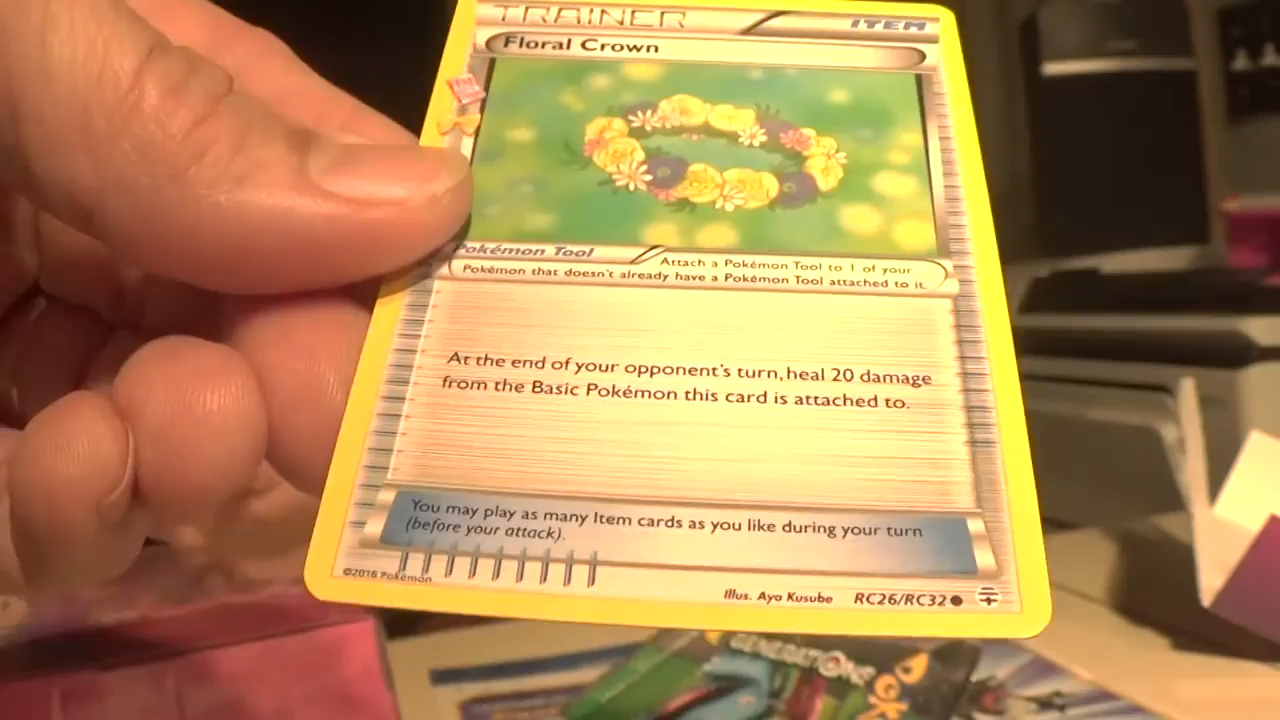 TRAINER
ITEM
Floral Crown
Pokémon Tool
Attach a Pokémon Tool to 1 of your
Pokémon that doesn't already have a Pokémon Tool attached to it.
At the end of your opponent's turn, heal 20 damage
from the Basic Pokémon this card is attached to.
You may play as many Item cards as you like during your turn
(before your attack).
©2016 Pokémon
Illus. Aya Kusube
RC26/RC32
GENERATIONS